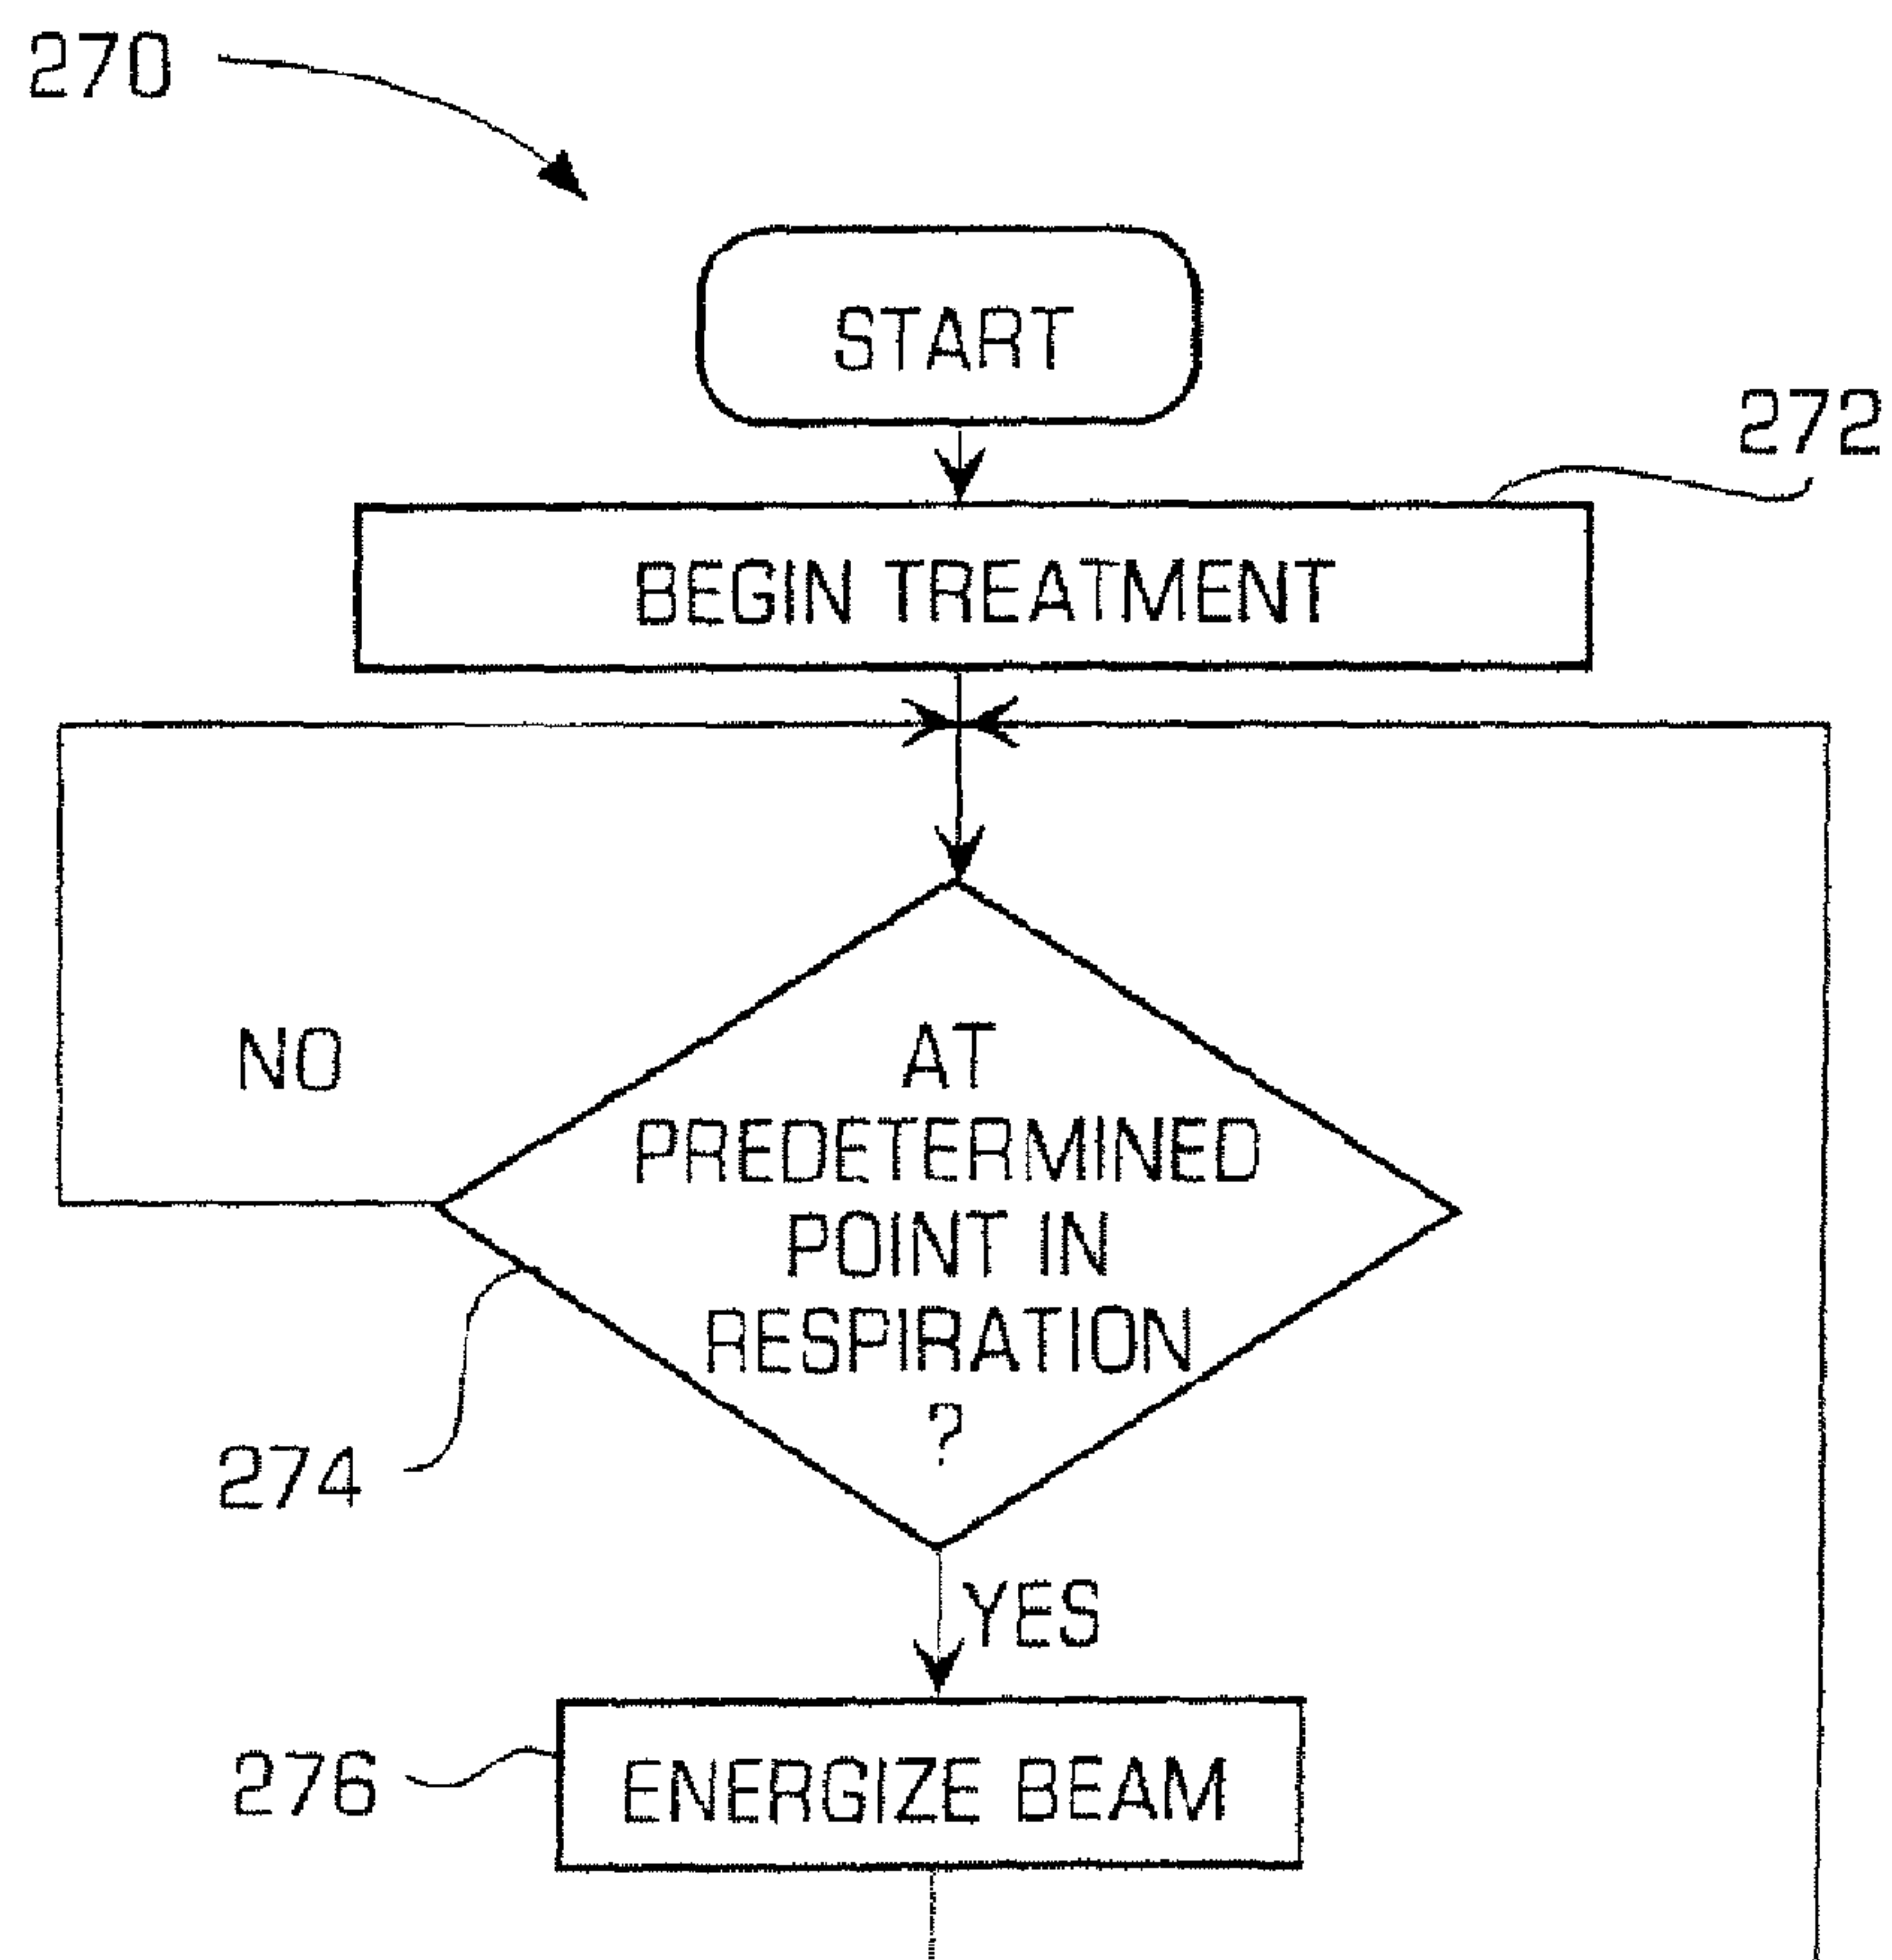 270
START
272
BEGIN TREATMENT
NO
AT
PREDETERMINED
POINT IN
RESPIRATION
?
274
YES
276
ENERGIZE BEAM